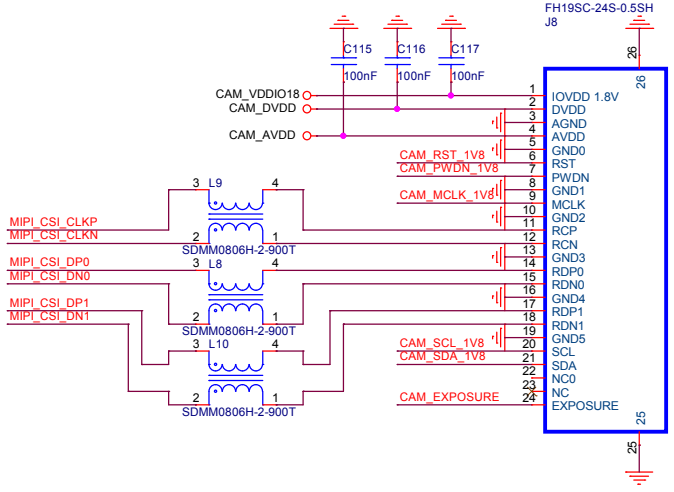 FH19SC-24S-0.5SH
J8
C115
C116
C117
100nF
100nF
100nF
26
26
CAM_VDDIO18
1
IOVDD 1.8V
CAM_DVDD
2
DVDD
3
AGND
CAM_AVDD
4
AVDD
5
GND0
CAM_RST_1V8
6
RST
CAM_PWDN_1V8
7
PWDN
8
GND1
CAM_MCLK_1V8
9
MCLK
10
GND2
11
RCP
12
RCN
13
GND3
14
RDP0
15
RDN0
16
GND4
17
RDP1
18
RDN1
19
GND5
CAM_SCL_1V8
20
SCL
CAM_SDA_1V8
21
SDA
22
NC0
23
NC
CAM_EXPOSURE
24
EXPOSURE
25
25
3
L9
4
MIPI_CSI_CLKP
MIPI_CSI_CLKN
2
1
SDMM0806H-2-900T
MIPI_CSI_DP0
3
L8
4
MIPI_CSI_DN0
2
1
SDMM0806H-2-900T
MIPI_CSI_DP1
MIPI_CSI_DN1
3
L10
4
2
1
SDMM0806H-2-900T